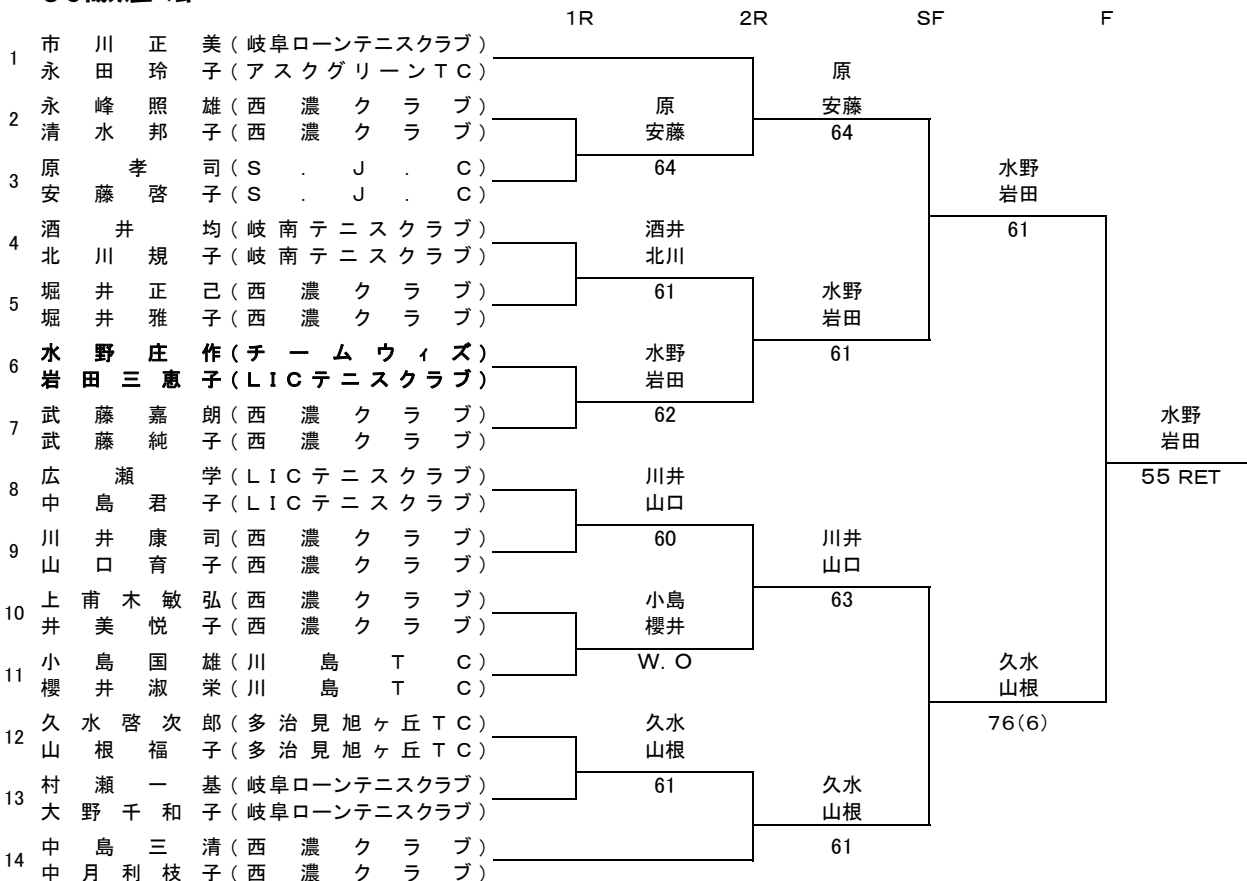 1R 2R SF F
1 市川正美(岐阜ローンテニスクラブ)
永田玲子(アスクグリーンTC)
原
安藤
64
2 永峰照雄(西濃クラブ)
清水邦子(西濃クラブ)
原
安藤
64
3 原孝司(S.J.C)
安藤啓子(S.J.C)
水野
岩田
61
4 酒井均(岐南テニスクラブ)
北川規子(岐南テニスクラブ)
酒井
北川
61
5 堀井正己(西濃クラブ)
堀井雅子(西濃クラブ)
水野
岩田
61
6 水野庄作(チームウィズ)
岩田三恵子(LICテニスクラブ)
水野
岩田
62
7 武藤嘉朗(西濃クラブ)
武藤純子(西濃クラブ)
水野
岩田
55 RET
8 広瀬学(LICテニスクラブ)
中島君子(LICテニスクラブ)
川井
山口
60
9 川井康司(西濃クラブ)
山口育子(西濃クラブ)
川井
山口
63
10 上甫木敏弘(西濃クラブ)
井美悦子(西濃クラブ)
小島
櫻井
W.O
11 小島国雄(川島TC)
櫻井淑栄(川島TC)
久水
山根
76(6)
12 久水啓次郎(多治見旭ヶ丘TC)
山根福子(多治見旭ヶ丘TC)
久水
山根
61
13 村瀬一基(岐阜ローンテニスクラブ)
大野千和子(岐阜ローンテニスクラブ)
久水
山根
61
14 中島三清(西濃クラブ)
中月利枝子(西濃クラブ)